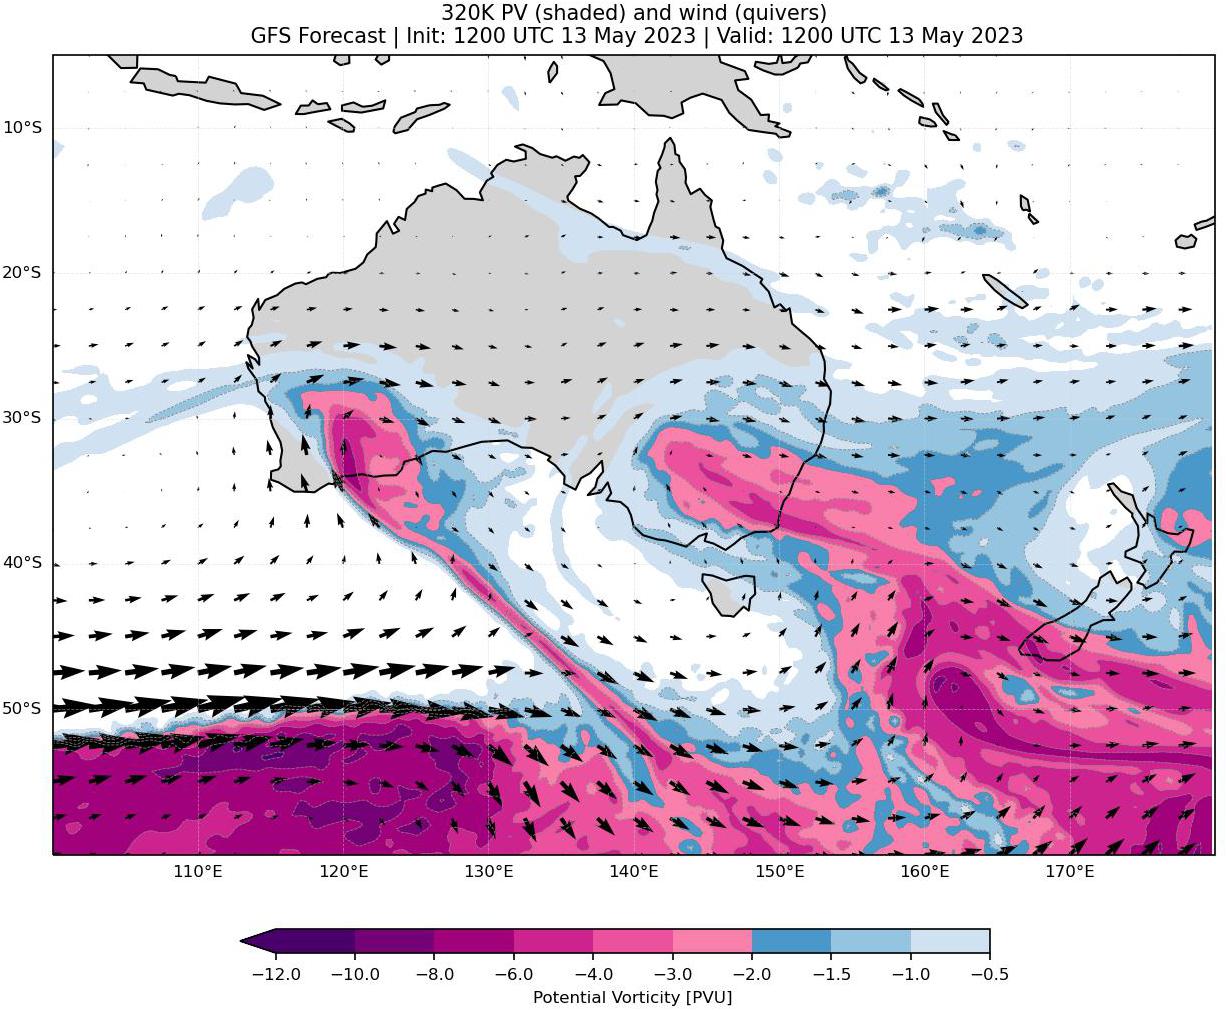 320K PV (shaded) and wind (quivers)
GFS Forecast | Init: 1200 UTC 13 May 2023 | Valid: 1200 UTC 13 May 2023
10°S
20°S
30°S
40°S
50°S
110°E 120°E 130°E 140°E 150°E 160°E 170°E
−12.0 −10.0 −8.0 −6.0 −4.0 −3.0 −2.0 −1.5 −1.0 −0.5
Potential Vorticity [PVU]